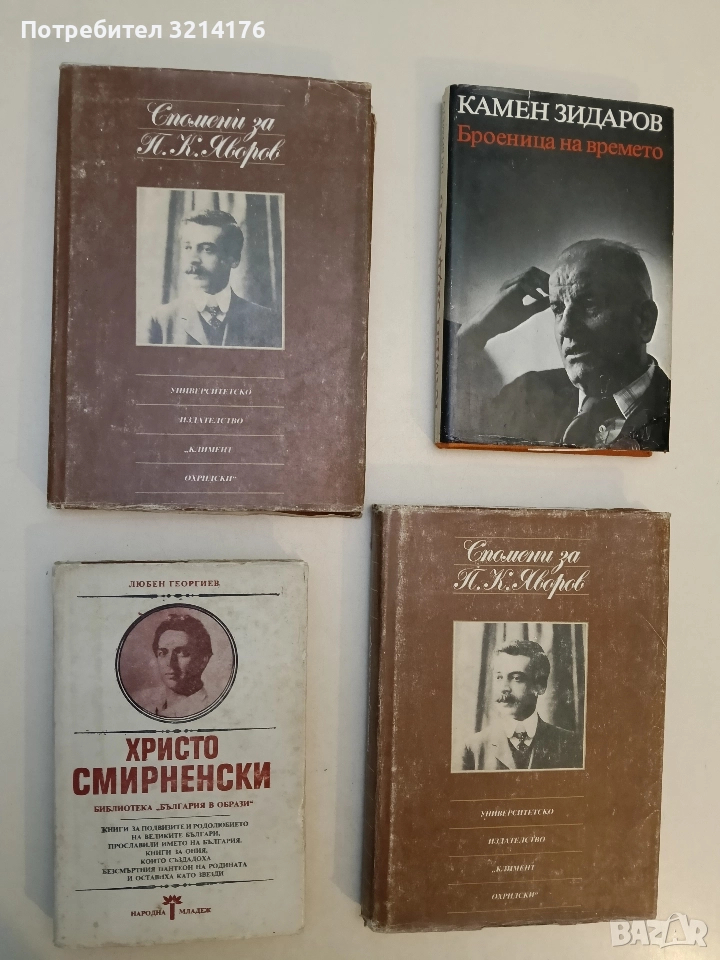 Потребител 3214176
Спомени за
П. К. Яворов
УНИВЕРСИТЕТСКО
ИЗДАТЕЛСТВО
„КЛИМЕНТ
ОХРИДСКИ“
КАМЕН ЗИДАРОВ
Броеница на времето
ЛЮБЕН ГЕОРГИЕВ
ХРИСТО
СМИРНЕНСКИ
БИБЛИОТЕКА „БЪЛГАРИЯ В ОБРАЗИ“
КНИГИ ЗА ПОДВИЗИТЕ И РОДОЛЮБИЕТО
НА ВЕЛИКИТЕ БЪЛГАРИ,
ПРОСЛАВИЛИ ИМЕТО НА БЪЛГАРИЯ.
КНИГИ ЗА ОНИЯ,
КОИТО СЪЗДАДОХА
БЕЗСМЪРТНИЯ ПАНТЕОН НА РОДИНАТА
И ОСТАНАХА КАТО ЗВЕЗДИ
НАРОДНА МЛАДЕЖ
Спомени за
П. К. Яворов
УНИВЕРСИТЕТСКО
ИЗДАТЕЛСТВО
„КЛИМЕНТ
ОХРИДСКИ“
BAZAR